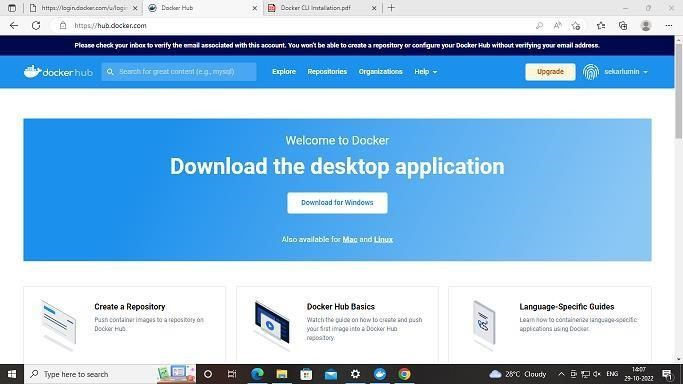 https://login.docker.com/u/login
Docker Hub
Docker CLI Installation.pdf
https://hub.docker.com
Please check your inbox to verify the email associated with this account. You won't be able to create a repository or configure your Docker Hub without verifying your email address.
dockerhub
Search for great content (e.g., mysql)
Explore
Repositories
Organizations
Help
Upgrade
sekarlumin
Welcome to Docker
Download the desktop application
Download for Windows
Also available for Mac and Linux
Create a Repository
Push container images to a repository on
Docker Hub.
Docker Hub Basics
Watch the guide on how to create and push
your first image into a Docker Hub
repository.
Language-Specific Guides
Learn how to containerize language-specific
applications using Docker.
Type here to search
28°C Cloudy
ENG
14:07
29-10-2022